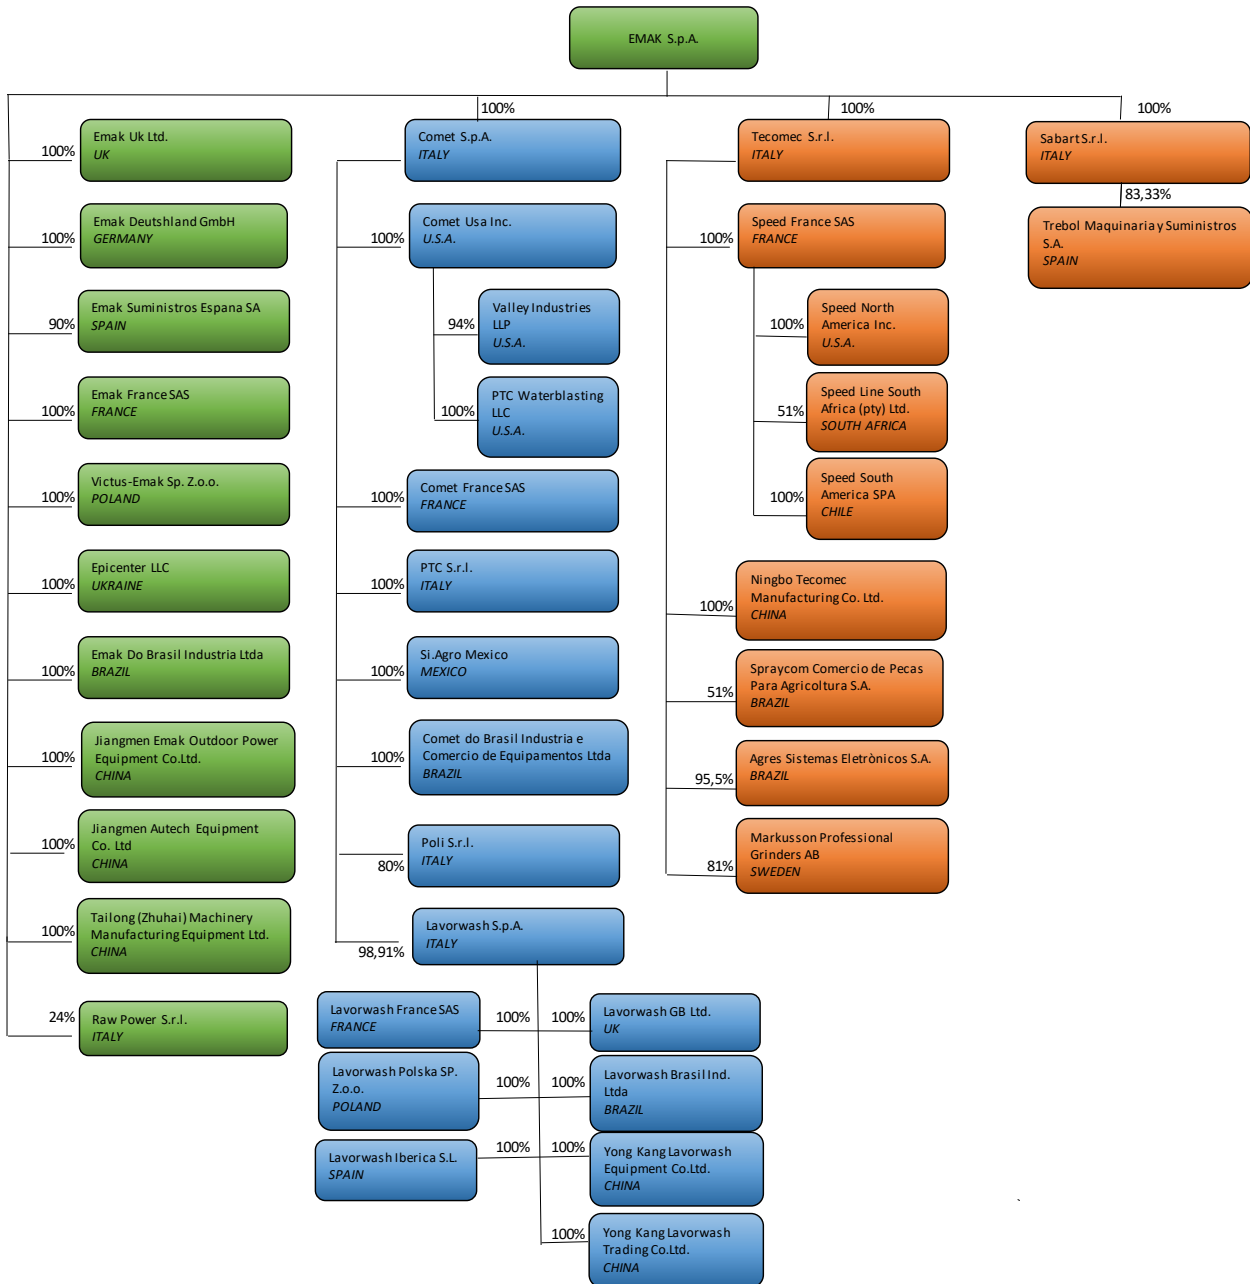 EMAK S.p.A.
100%
100%
100%
100%
Emak Uk Ltd.
UK
100%
Emak Deutshland GmbH
GERMANY
90%
Emak Suministros Espana SA
SPAIN
100%
Emak France SAS
FRANCE
100%
Victus-Emak Sp. Z.o.o.
POLAND
100%
Epicenter LLC
UKRAINE
100%
Emak Do Brasil Industria Ltda
BRAZIL
100%
Jiangmen Emak Outdoor Power
Equipment Co.Ltd.
CHINA
100%
Jiangmen Autech Equipment
Co. Ltd
CHINA
100%
Tailong (Zhuhai) Machinery
Manufacturing Equipment Ltd.
CHINA
24%
Raw Power S.r.l.
ITALY
Comet S.p.A.
ITALY
100%
Comet Usa Inc.
U.S.A.
94%
Valley Industries
LLP
U.S.A.
100%
PTC Waterblasting
LLC
U.S.A.
100%
Comet France SAS
FRANCE
100%
PTC S.r.l.
ITALY
100%
Si.Agro Mexico
MEXICO
100%
Comet do Brasil Industria e
Comercio de Equipamentos Ltda
BRAZIL
80%
Poli S.r.l.
ITALY
98,91%
Lavorwash S.p.A.
ITALY
Lavorwash France SAS
FRANCE
100%
100%
Lavorwash GB Ltd.
UK
Lavorwash Polska SP.
Z.o.o.
POLAND
100%
100%
Lavorwash Brasil Ind.
Ltda
BRAZIL
Lavorwash Iberica S.L.
SPAIN
100%
100%
Yong Kang Lavorwash
Equipment Co.Ltd.
CHINA
100%
Yong Kang Lavorwash
Trading Co.Ltd.
CHINA
Tecomec S.r.l.
ITALY
100%
Speed France SAS
FRANCE
100%
Speed North
America Inc.
U.S.A.
51%
Speed Line South
Africa (pty) Ltd.
SOUTH AFRICA
100%
Speed South
America SPA
CHILE
100%
Ningbo Tecomec
Manufacturing Co. Ltd.
CHINA
51%
Spraycom Comercio de Pecas
Para Agricoltura S.A.
BRAZIL
95,5%
Agres Sistemas Eletrònicos S.A.
BRAZIL
81%
Markusson Professional
Grinders AB
SWEDEN
Sabart S.r.l.
ITALY
83,33%
Trebol Maquinaria y Suministros
S.A.
SPAIN